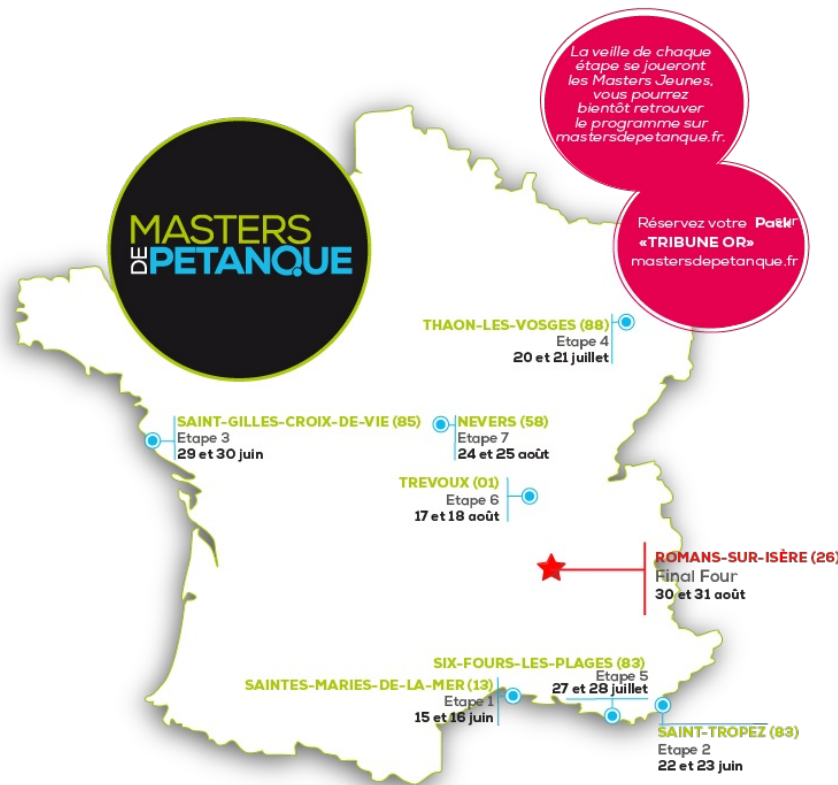 La veille de chaque
étape se joueront
les Masters Jeunes,
vous pourrez
bientôt retrouver
le programme sur
mastersdepetanque.fr.
Réservez votre Pack
«TRIBUNE OR»
mastersdepetanque.fr
MASTERS
DE PETANQUE
THAON-LES-VOSGES (88)
Etape 4
20 et 21 juillet
SAINT-GILLES-CROIX-DE-VIE (85)
Etape 3
29 et 30 juin
NEVERS (58)
Etape 7
24 et 25 août
TREVOUX (01)
Etape 6
17 et 18 août
ROMANS-SUR-ISÈRE (26)
Final Four
30 et 31 août
SIX-FOURS-LES-PLAGES (83)
Etape 5
27 et 28 juillet
SAINTES-MARIES-DE-LA-MER (13)
Etape 1
15 et 16 juin
SAINT-TROPEZ (83)
Etape 2
22 et 23 juin